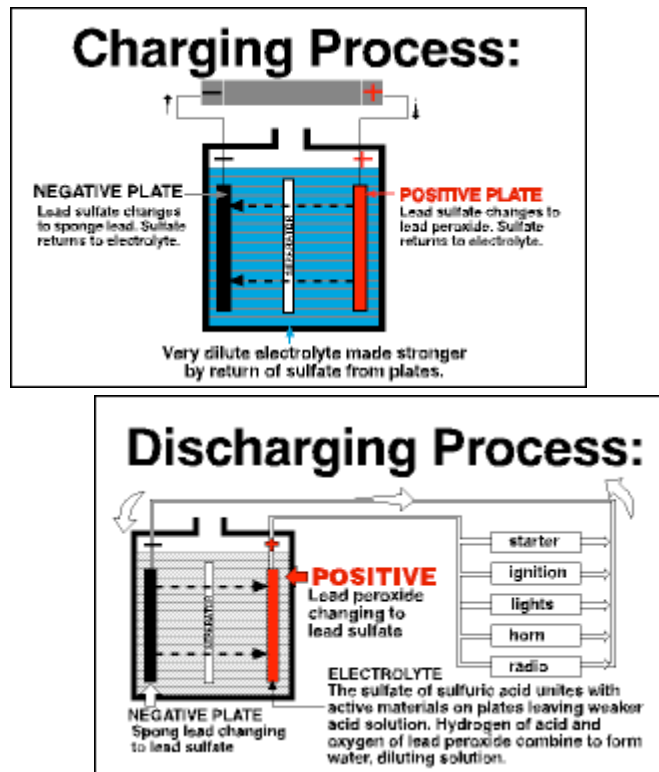 Charging Process:
− +
− +
NEGATIVE PLATE
Lead sulfate changes
to sponge lead. Sulfate
returns to electrolyte.
POSITIVE PLATE
Lead sulfate changes to
lead peroxide. Sulfate
returns to electrolyte.
SEPARATOR
Very dilute electrolyte made stronger
by return of sulfate from plates.
Discharging Process:
− +
starter
ignition
lights
horn
radio
POSITIVE
Lead peroxide
changing to
lead sulfate
SEPARATOR
NEGATIVE PLATE
Spong lead changing
to lead sulfate
ELECTROLYTE
The sulfate of sulfuric acid unites with
active materials on plates leaving weaker
acid solution. Hydrogen of acid and
oxygen of lead peroxide combine to form
water, diluting solution.